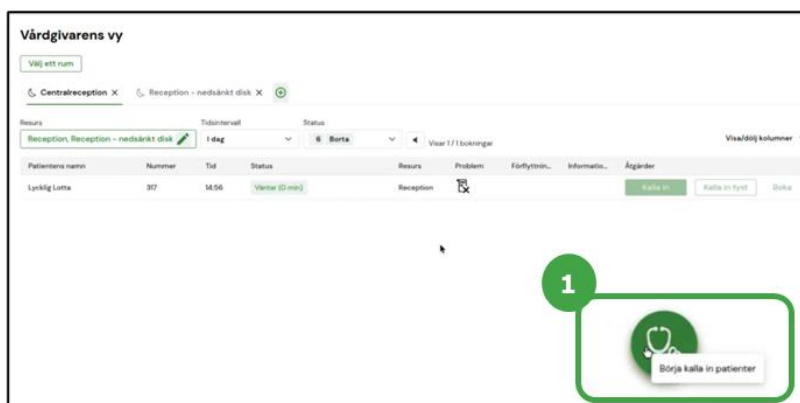 Vårdgivarens vy
Välj ett rum
Centralreception X Reception - nedsänkt disk X
Resurs Tidsintervall Status
Reception, Reception - nedsänkt disk I dag 6 Borta Visar 1 / 1 bokningar Visa/dölj kolumner
Patientens namn Nummer Tid Status Resurs Problem Förflyttnin... Informatio... Åtgärder
Lycklig Lotta 317 14:56 Väntar (0 min) Reception Kalla in Kalla in tyst Boka
1
Börja kalla in patienter